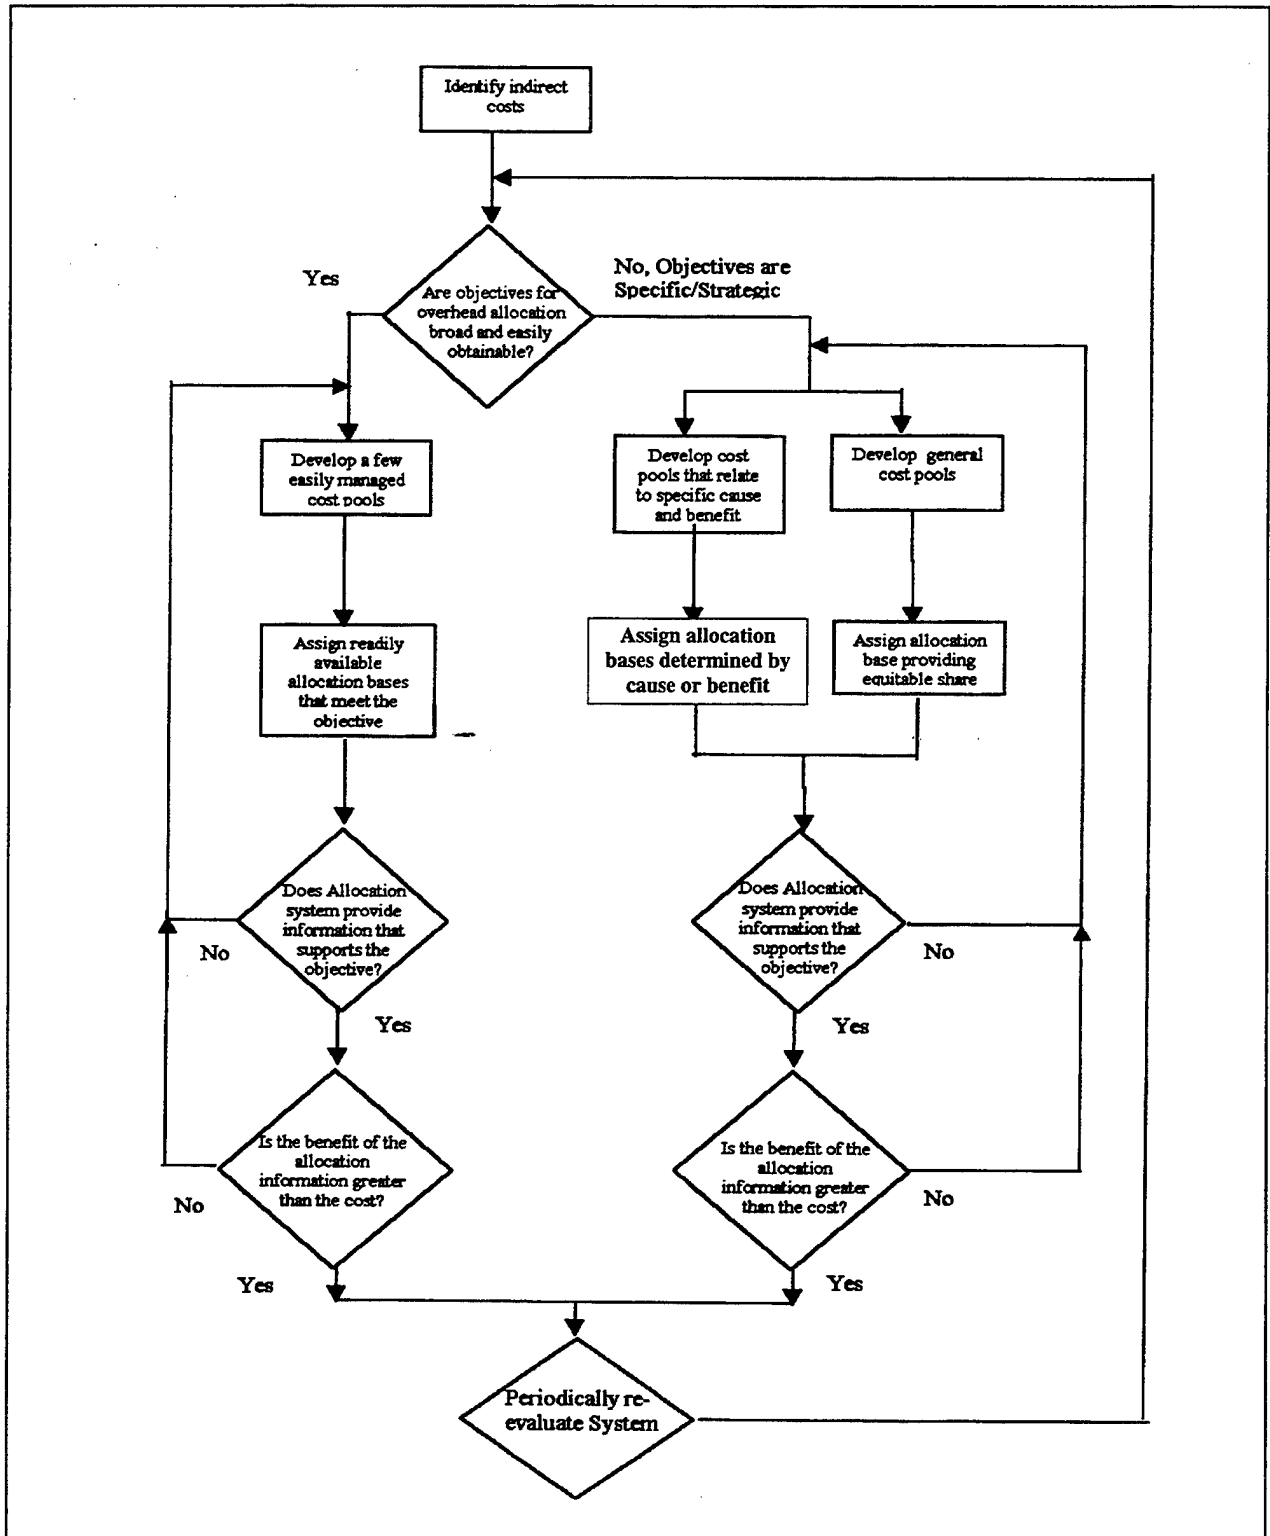 Identify indirect
costs
Yes
No, Objectives are
Specific/Strategic
Are objectives for
overhead allocation
broad and easily
obtainable?
Develop a few
easily managed
cost pools
Develop cost
pools that relate
to specific cause
and benefit
Develop general
cost pools
Assign readily
available
allocation bases
that meet the
objective
Assign allocation
bases determined by
cause or benefit
Assign allocation
base providing
equitable share
Does Allocation
system provide
information that
supports the
objective?
No
Yes
Does Allocation
system provide
information that
supports the
objective?
No
Yes
Is the benefit of the
allocation
information greater
than the cost?
No
Yes
Is the benefit of the
allocation
information greater
than the cost?
No
Yes
Periodically re-
evaluate System